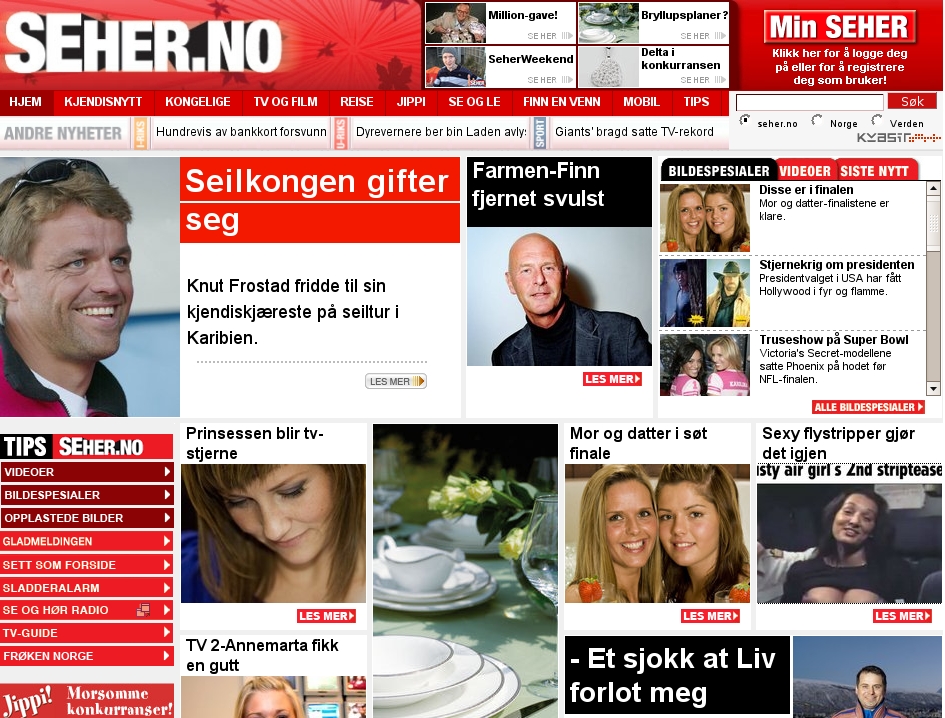 SEHER.NO
Million-gave!
SE HER
Bryllupsplaner?
SE HER
SeherWeekend
SE HER
Delta i
konkurransen
SE HER
Min SEHER
Klikk her for å logge deg
på eller for å registrere
deg som bruker!
HJEM KJENDISNYTT KONGELIGE TV OG FILM REISE JIPPI SE OG LE FINN EN VENN MOBIL TIPS
Søk
seher.no Norge Verden
KVASIR
ANDRE NYHETER I-RIKS Hundrevis av bankkort forsvunn U-RIKS Dyrevernere ber bin Laden avlys SPORT Giants' bragd satte TV-rekord
Seilkongen gifter
seg
Knut Frostad fridde til sin
kjendiskjæreste på seiltur i
Karibien.
LES MER
Farmen-Finn
fjernet svulst
LES MER
BILDESPESIALER VIDEOER SISTE NYTT
Disse er i finalen
Mor og datter-finalistene er
klare.
Stjernekrig om presidenten
Presidentvalget i USA har fått
Hollywood i fyr og flamme.
Truseshow på Super Bowl
Victoria's Secret-modellene
satte Phoenix på hodet før
NFL-finalen.
ALLE BILDESPESIALER
TIPS SEHER.NO
VIDEOER
BILDESPESIALER
OPPLASTEDE BILDER
GLADMELDINGEN
SETT SOM FORSIDE
SLADDERALARM
SE OG HØR RADIO
TV-GUIDE
FRØKEN NORGE
Jippi! Morsomme
konkurranser!
Prinsessen blir tv-
stjerne
LES MER
Mor og datter i søt
finale
LES MER
Sexy flystripper gjør
det igjen
usty air girl's 2nd striptease
LES MER
TV 2-Annemarta fikk
en gutt
- Et sjokk at Liv
forlot meg